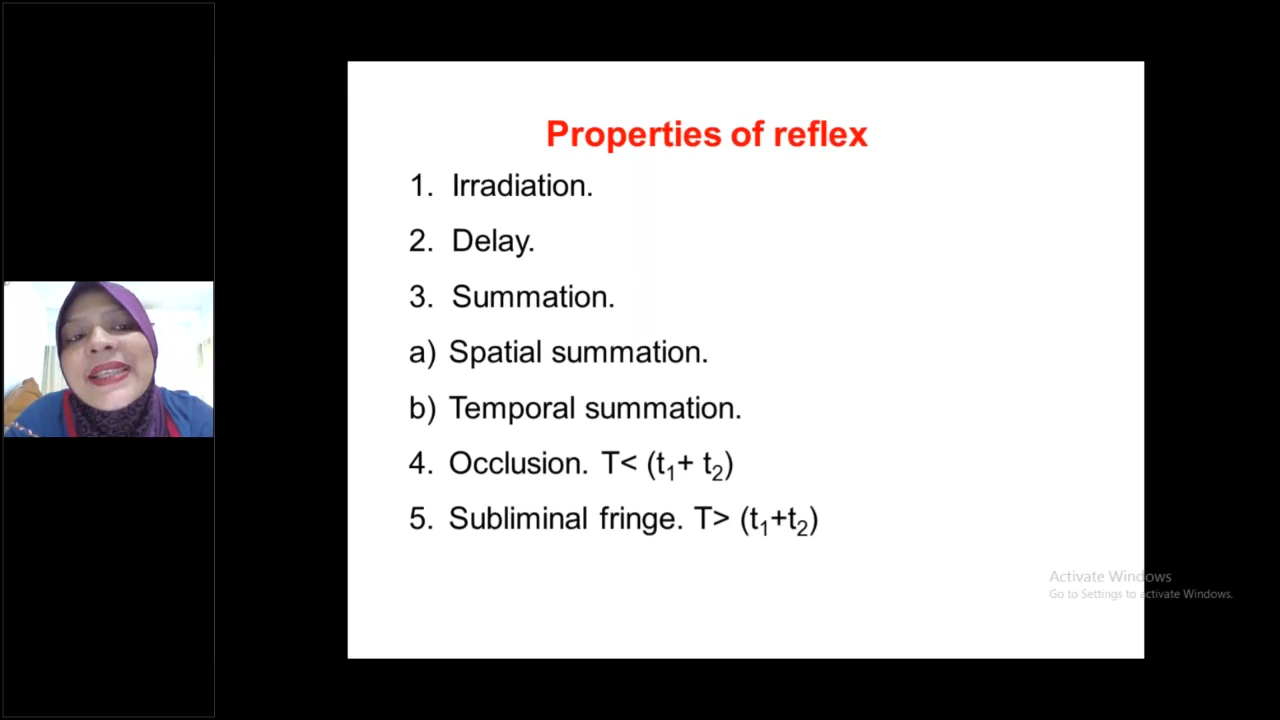 Properties of reflex
1. Irradiation.
2. Delay.
3. Summation.
a) Spatial summation.
b) Temporal summation.
4. Occlusion. T< (t₁+ t₂)
5. Subliminal fringe. T> (t₁+t₂)
Activate Windows
Go to Settings to activate Windows.